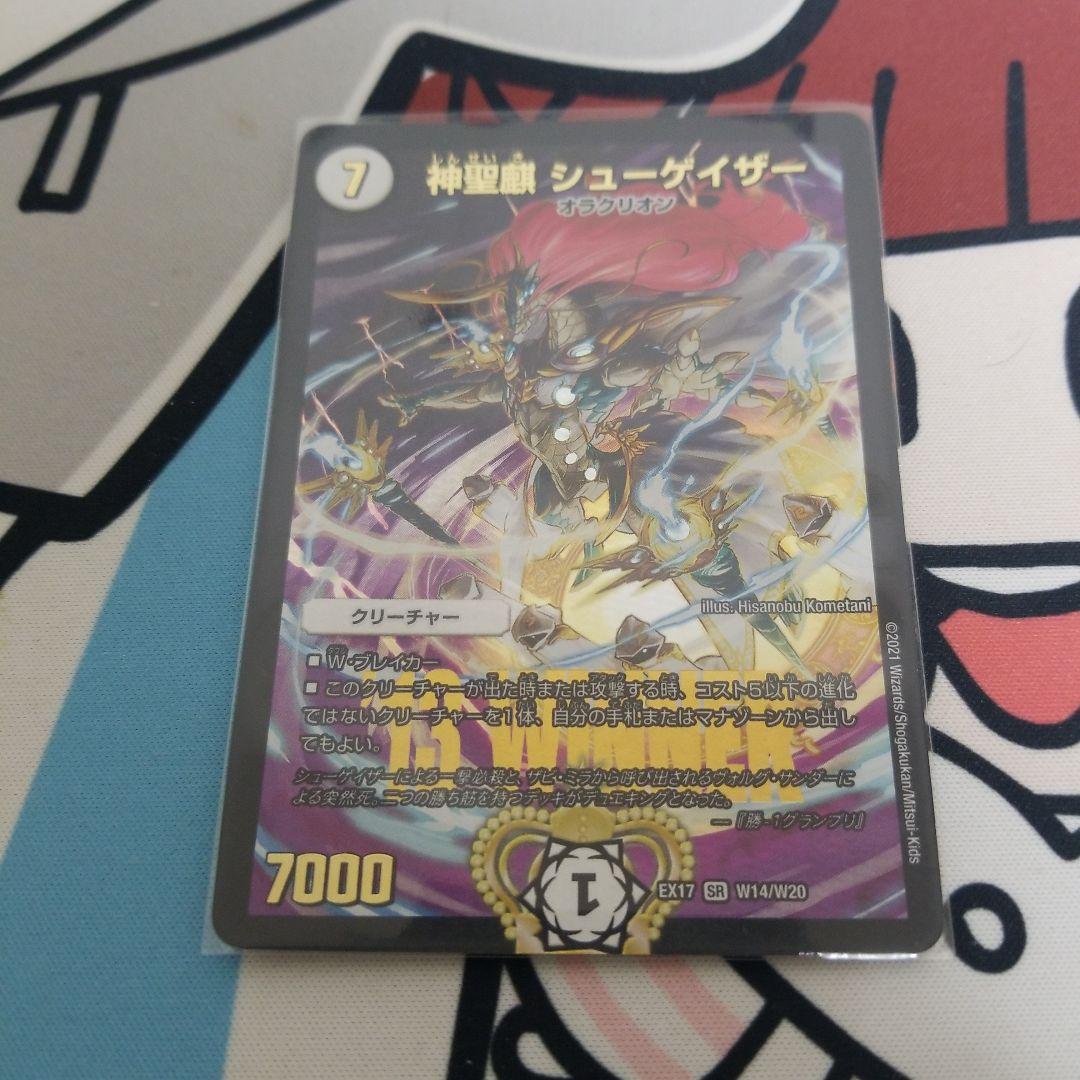 7
しんせいき
神聖麒 シューゲイザー
オラクリオン
illus. Hisanobu Kometani
クリーチャー
■ W・ブレイカー
■ このクリーチャーが出た時または攻撃する時、コスト5以下の進化
ではないクリーチャーを1体、自分の手札またはマナゾーンから出し
てもよい。
13 WINNER
シューゲイザーによる一撃必殺と、ザビ・ミラから呼び出されるヴォルグ・サンダーに
よる突然死。二つの勝ち筋を持つデッキがデュエキングとなった。
―『勝-1グランプリ』
7000
1
EX17 SR W14/W20
©2021 Wizards/Shogakukan/Mitsui-Kids